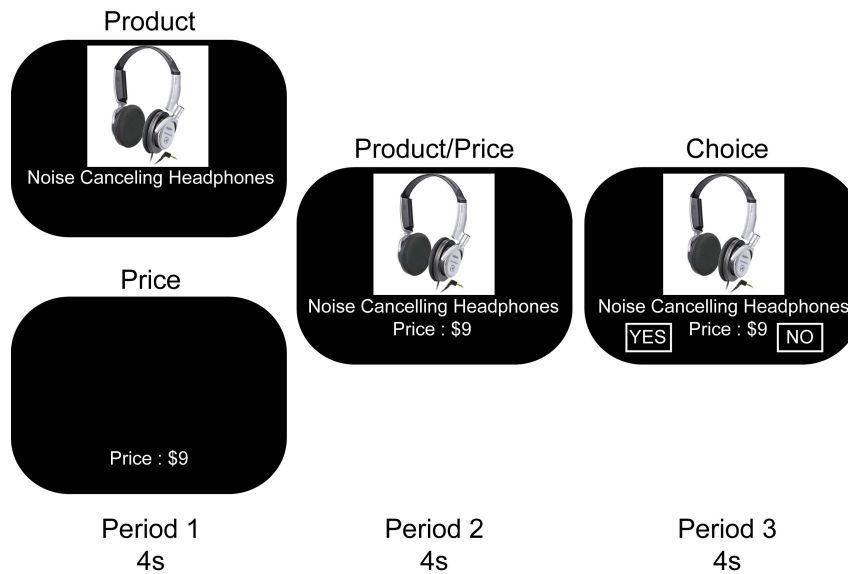 Product
Noise Canceling Headphones
Price
Price : $9
Product/Price
Noise Cancelling Headphones
Price : $9
Choice
Noise Cancelling Headphones
YES Price : $9 NO
Period 1
4s
Period 2
4s
Period 3
4s